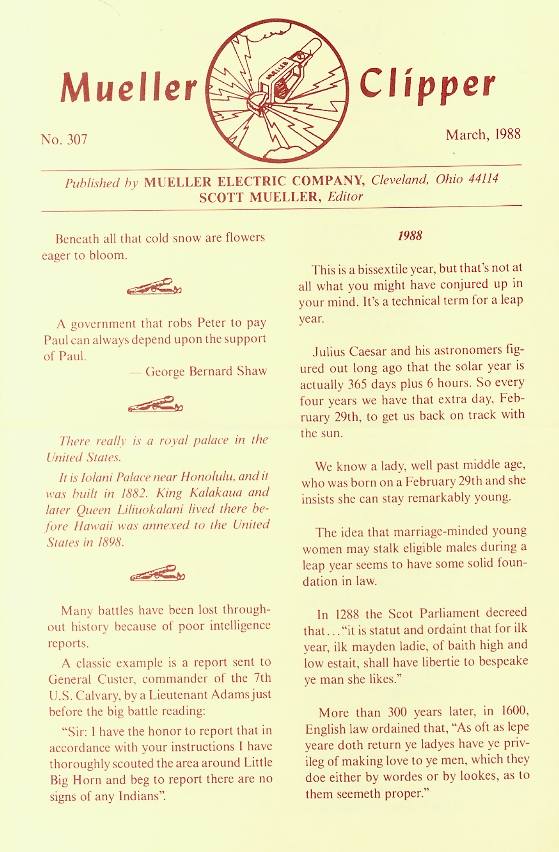 Mueller Clipper
MUELLER
No. 307
March, 1988
Published by MUELLER ELECTRIC COMPANY, Cleveland, Ohio 44114
SCOTT MUELLER, Editor
Beneath all that cold snow are flowers
eager to bloom.
A government that robs Peter to pay
Paul can always depend upon the support
of Paul.
— George Bernard Shaw
There really is a royal palace in the
United States.
It is Iolani Palace near Honolulu, and it
was built in 1882. King Kalakaua and
later Queen Liliuokalani lived there be-
fore Hawaii was annexed to the United
States in 1898.
Many battles have been lost through-
out history because of poor intelligence
reports.
A classic example is a report sent to
General Custer, commander of the 7th
U.S. Calvary, by a Lieutenant Adams just
before the big battle reading:
“Sir: I have the honor to report that in
accordance with your instructions I have
thoroughly scouted the area around Little
Big Horn and beg to report there are no
signs of any Indians”.
1988
This is a bissextile year, but that’s not at
all what you might have conjured up in
your mind. It’s a technical term for a leap
year.
Julius Caesar and his astronomers fig-
ured out long ago that the solar year is
actually 365 days plus 6 hours. So every
four years we have that extra day, Feb-
ruary 29th, to get us back on track with
the sun.
We know a lady, well past middle age,
who was born on a February 29th and she
insists she can stay remarkably young.
The idea that marriage-minded young
women may stalk eligible males during a
leap year seems to have some solid foun-
dation in law.
In 1288 the Scot Parliament decreed
that...“it is statut and ordaint that for ilk
year, ilk mayden ladie, of baith high and
low estait, shall have libertie to bespeake
ye man she likes.”
More than 300 years later, in 1600,
English law ordained that, “As oft as lepe
yeare doth return ye ladyes have ye priv-
ileg of making love to ye men, which they
doe either by wordes or by lookes, as to
them seemeth proper.”